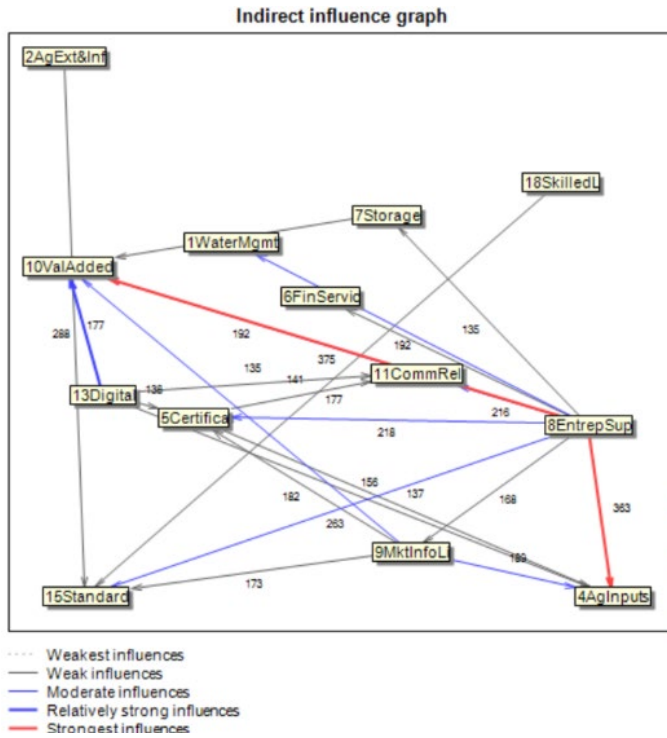 Indirect influence graph
2AgExt&Inf
18SkilledL
7Storage
1WaterMgmt
10ValAdded
6FinServic
288
177
192
375
192
135
135
11CommRel
13Digital
136
141
177
5Certifica
216
218
8EntrepSup
156
137
168
182
263
363
9MktInfoLi
189
173
15Standard
4AgInputs
Weakest influences
Weak influences
Moderate influences
Relatively strong influences
Strongest influences